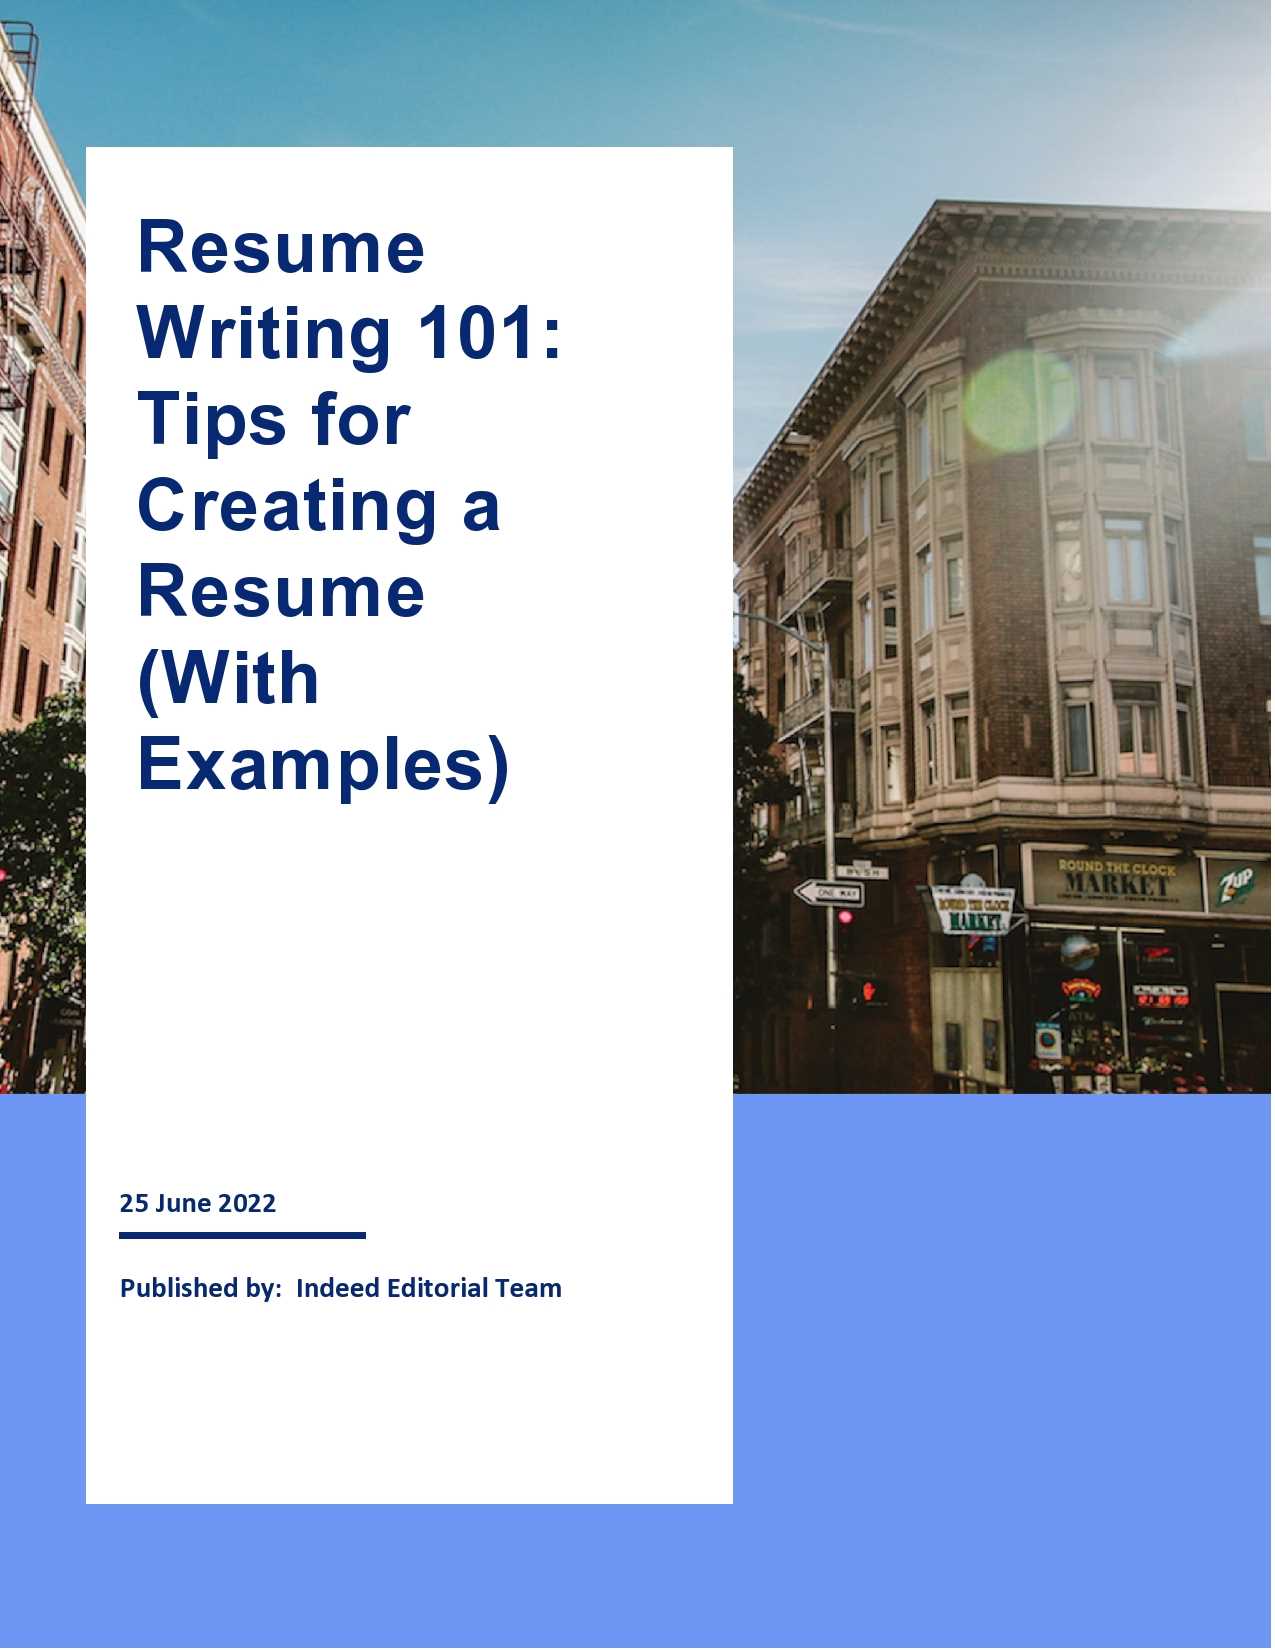 Resume
Writing 101:
Tips for
Creating a
Resume
(With
Examples)
BUSH
ONE WAY
ROUND THE CLOCK
MARKET
7UP
ROUND THE CLOCK
MARKET
25 June 2022
Published by:  Indeed Editorial Team